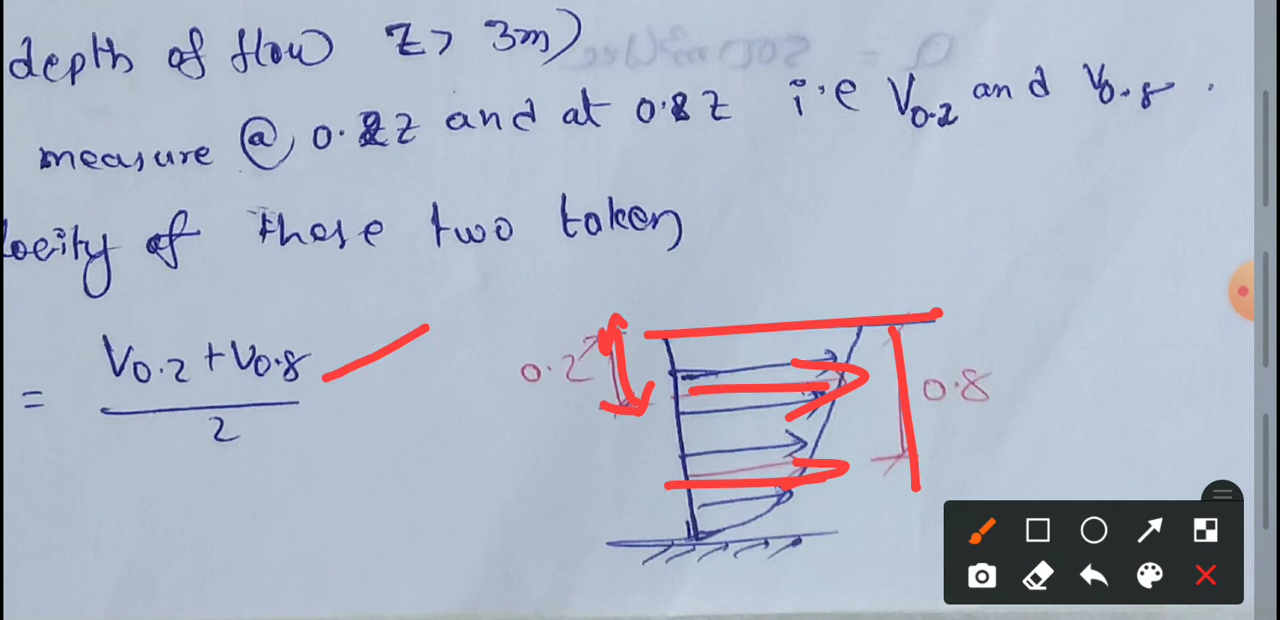 depth of flow Z > 3m)
measure @ 0.2Z and at 0.8Z i.e V0.2 and V0.8.
locity of these two taken
= V0.2 + V0.8
2
0.2
0.8